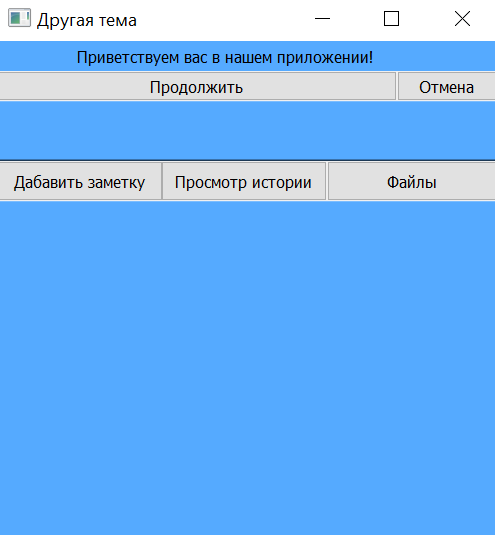 Другая тема
Приветствуем вас в нашем приложении!
Продолжить Отмена
Дабавить заметку Просмотр истории Файлы